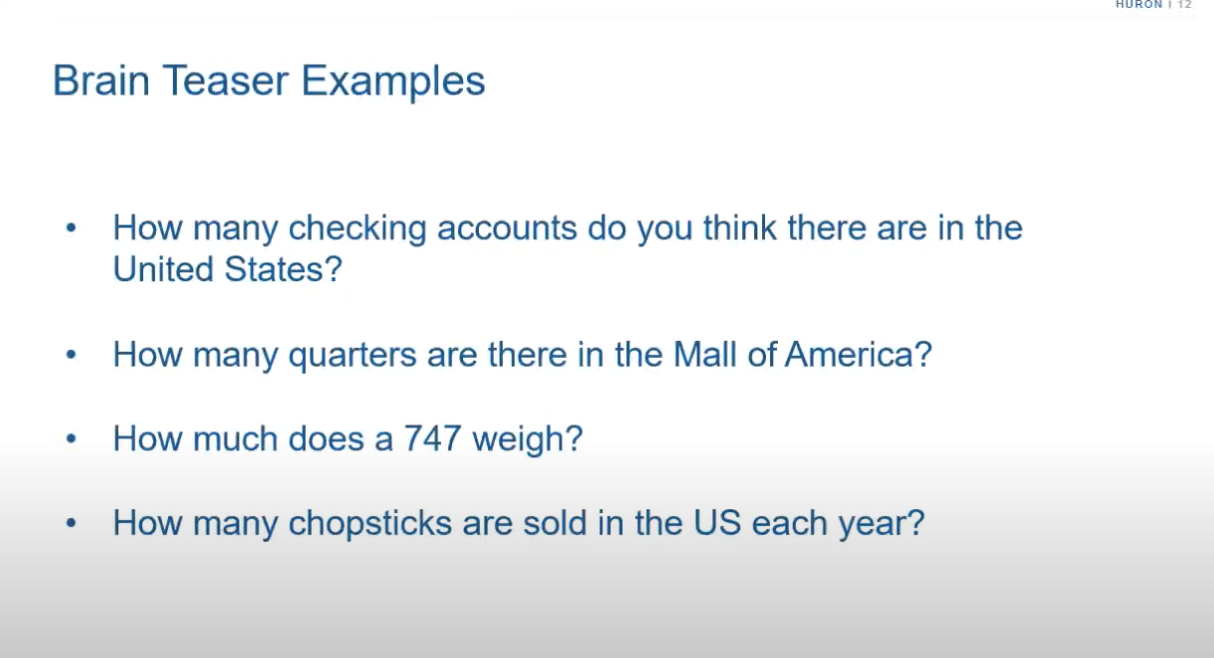 HURON | 12
Brain Teaser Examples
• How many checking accounts do you think there are in the
United States?
• How many quarters are there in the Mall of America?
• How much does a 747 weigh?
• How many chopsticks are sold in the US each year?